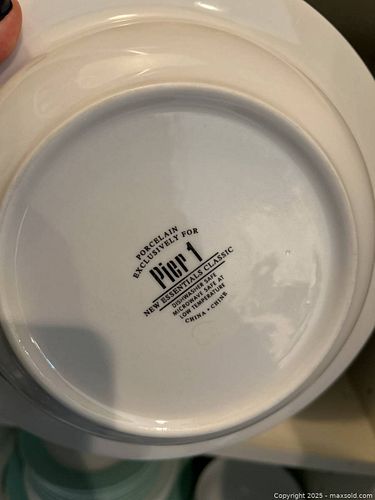 PORCELAIN
EXCLUSIVELY FOR
Pier 1
NEW ESSENTIALS CLASSIC
DISHWASHER SAFE
MICROWAVE SAFE AT
LOW TEMPERATURE
CHINA • CHINE
Copyright 2025 - maxsold.com